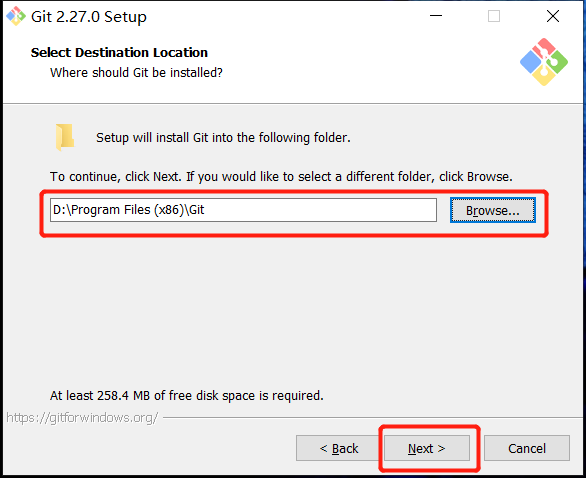 Git 2.27.0 Setup
Select Destination Location
Where should Git be installed?
Setup will install Git into the following folder.
To continue, click Next. If you would like to select a different folder, click Browse.
D:\Program Files (x86)\Git
Browse...
At least 258.4 MB of free disk space is required.
https://gitforwindows.org/
< Back
Next >
Cancel